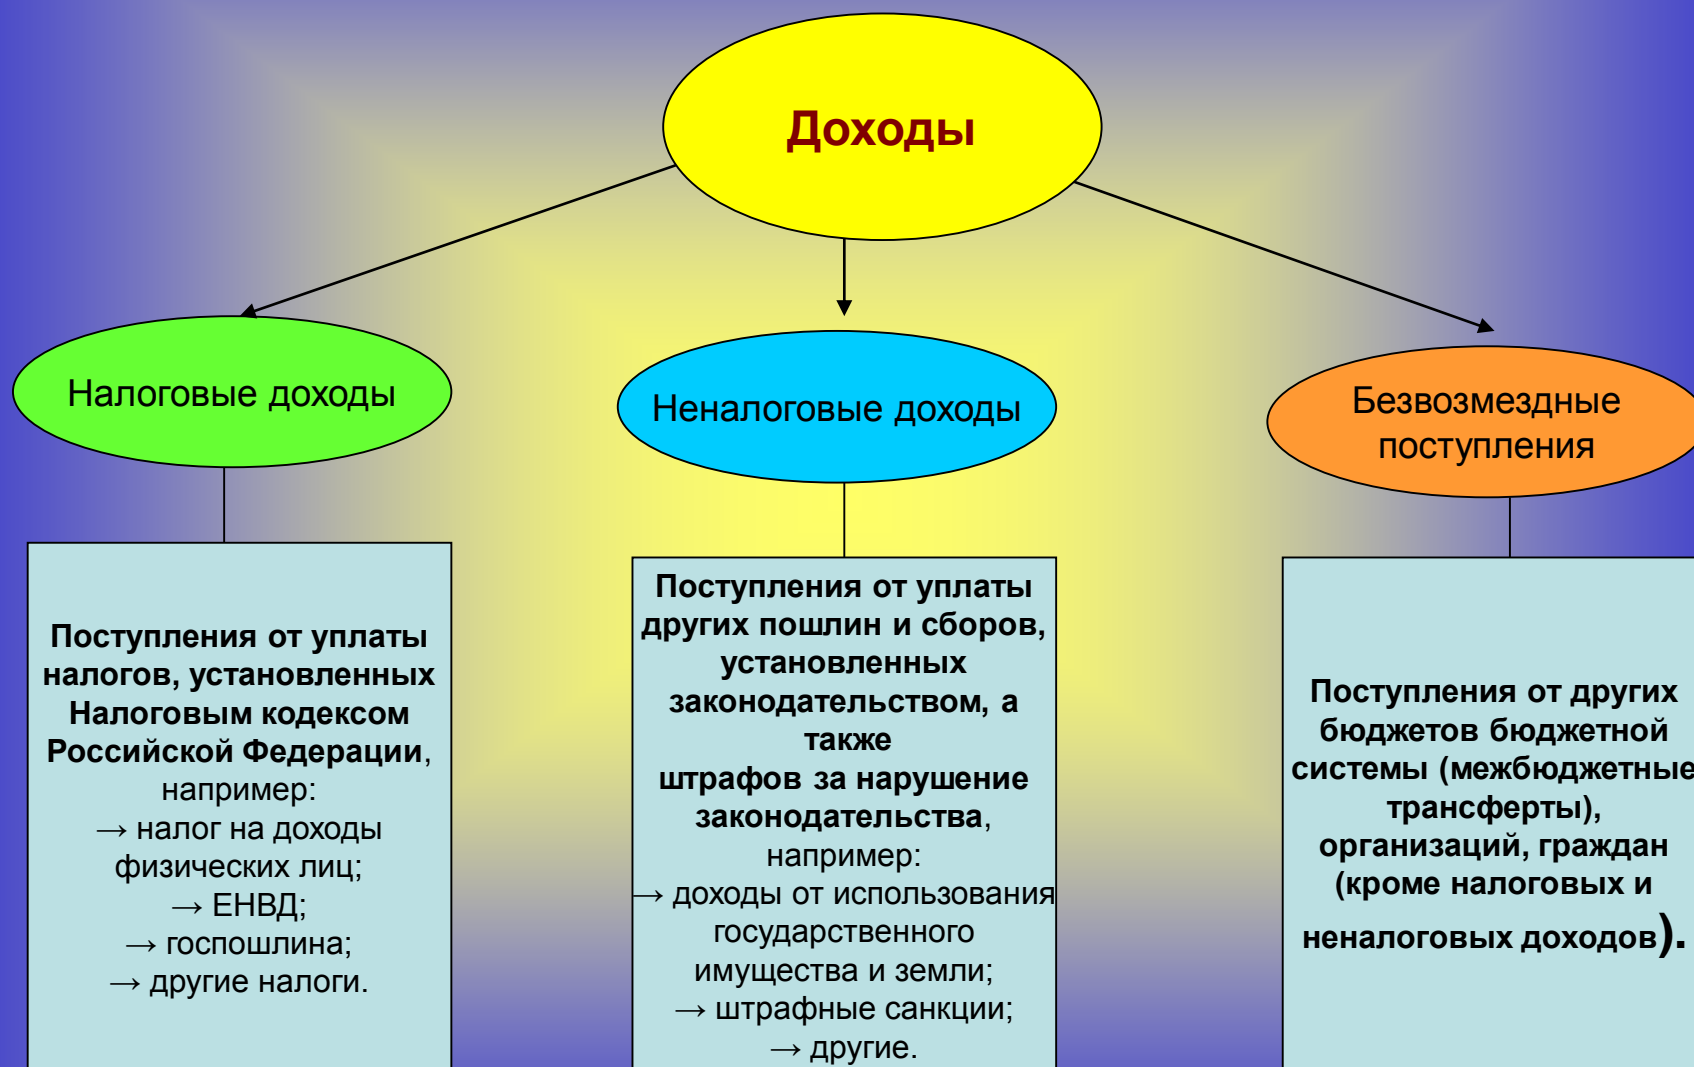 Доходы
Налоговые доходы
Неналоговые доходы
Безвозмездные
поступления
Поступления от уплаты
налогов, установленных
Налоговым кодексом
Российской Федерации,
например:
→ налог на доходы
физических лиц;
→ ЕНВД;
→ госпошлина;
→ другие налоги.
Поступления от уплаты
других пошлин и сборов,
установленных
законодательством, а
также
штрафов за нарушение
законодательства,
например:
→ доходы от использования
государственного
имущества и земли;
→ штрафные санкции;
→ другие.
Поступления от других
бюджетов бюджетной
системы (межбюджетные
трансферты),
организаций, граждан
(кроме налоговых и
неналоговых доходов).